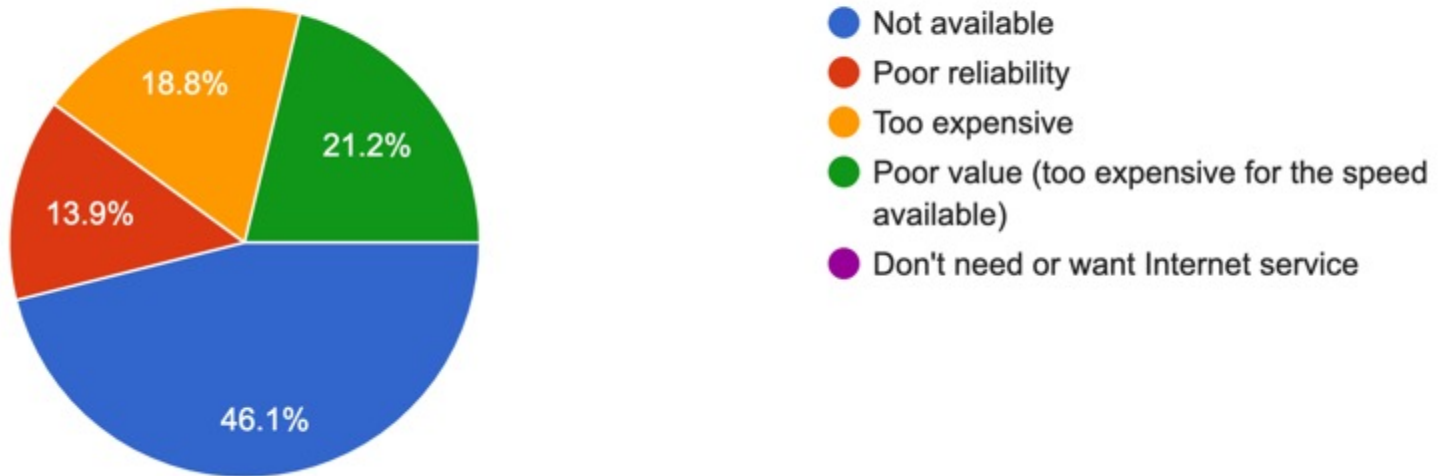 18.8%
21.2%
13.9%
46.1%
Not available
Poor reliability
Too expensive
Poor value (too expensive for the speed
available)
Don't need or want Internet service